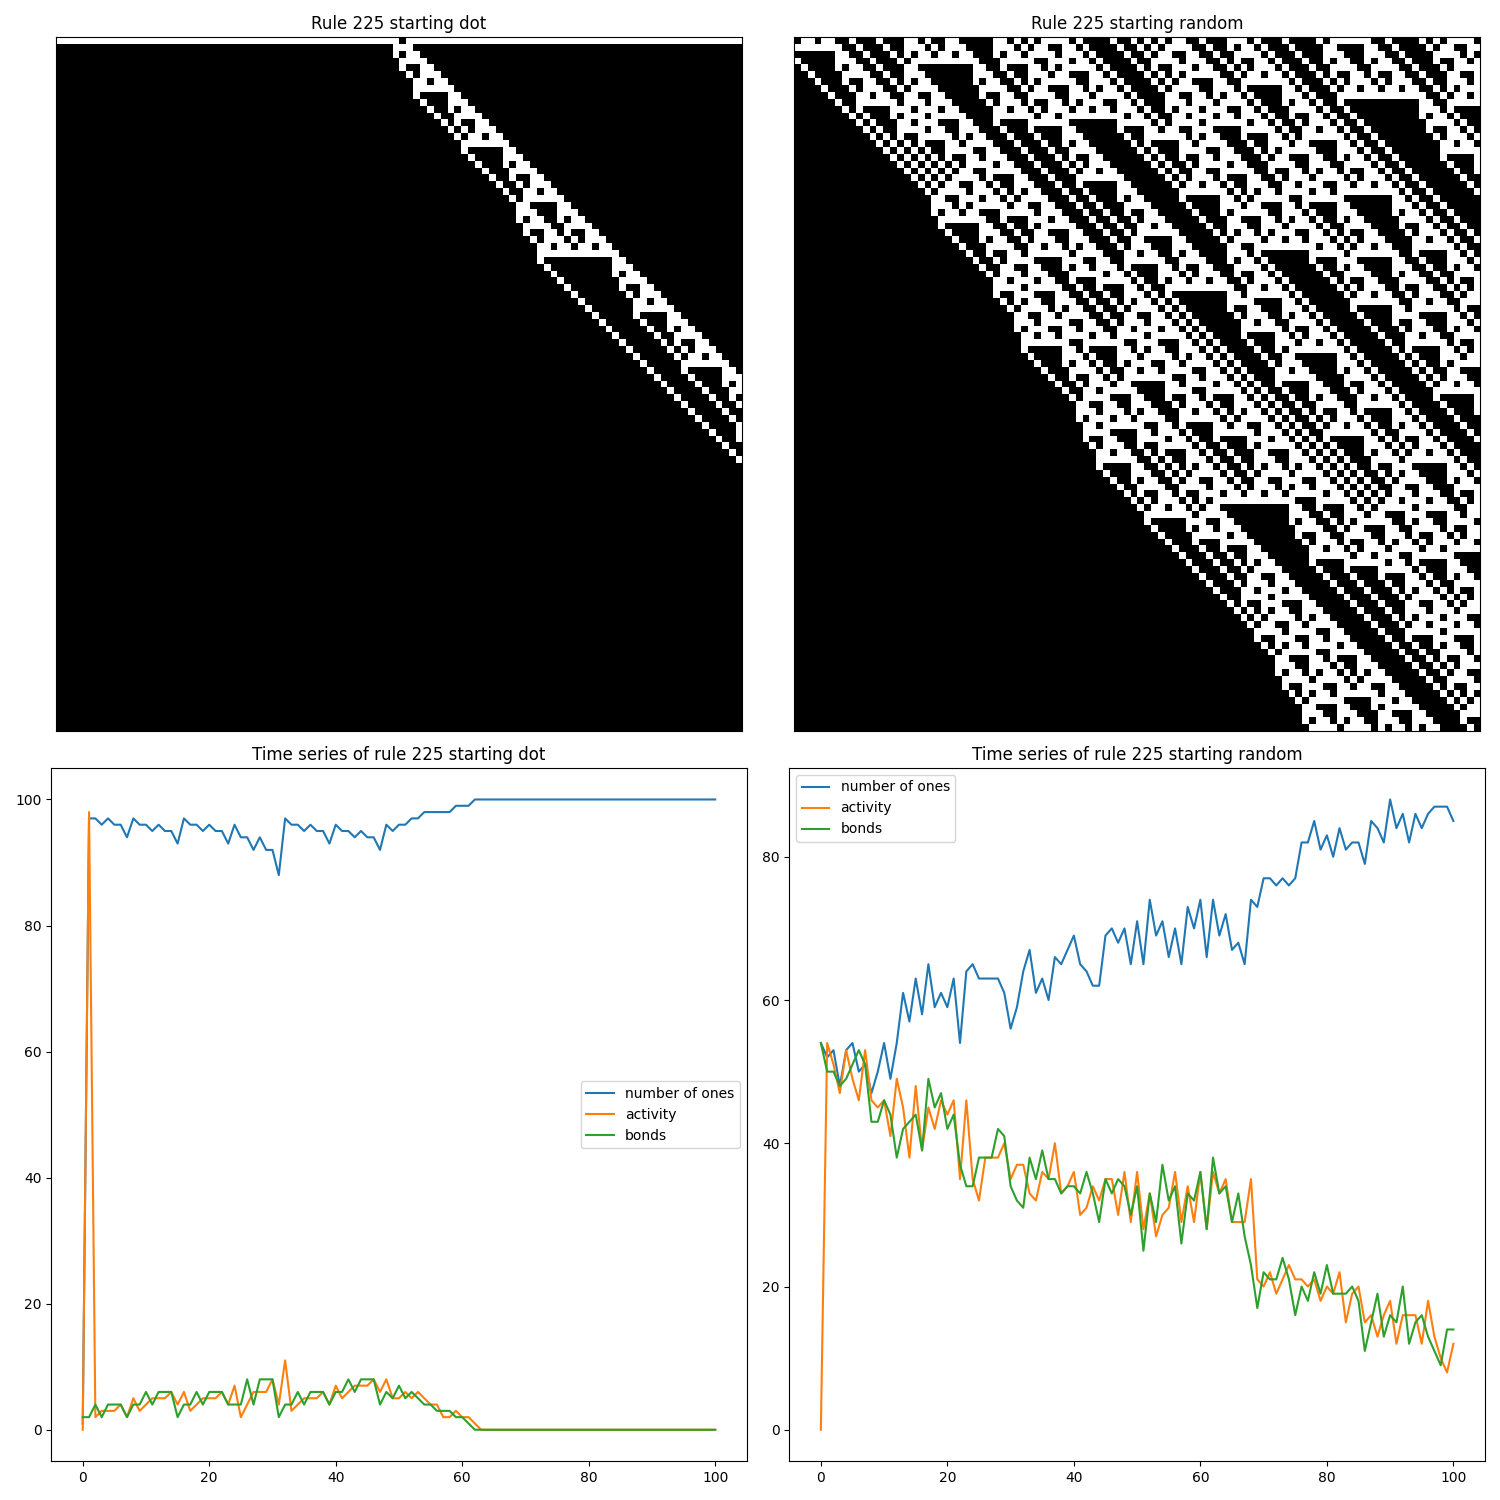 Rule 225 starting dot
Rule 225 starting random
Time series of rule 225 starting dot
100
80
60
40
20
0
0
20
40
60
80
100
number of ones
activity
bonds
Time series of rule 225 starting random
number of ones
activity
bonds
80
60
40
20
0
0
20
40
60
80
100